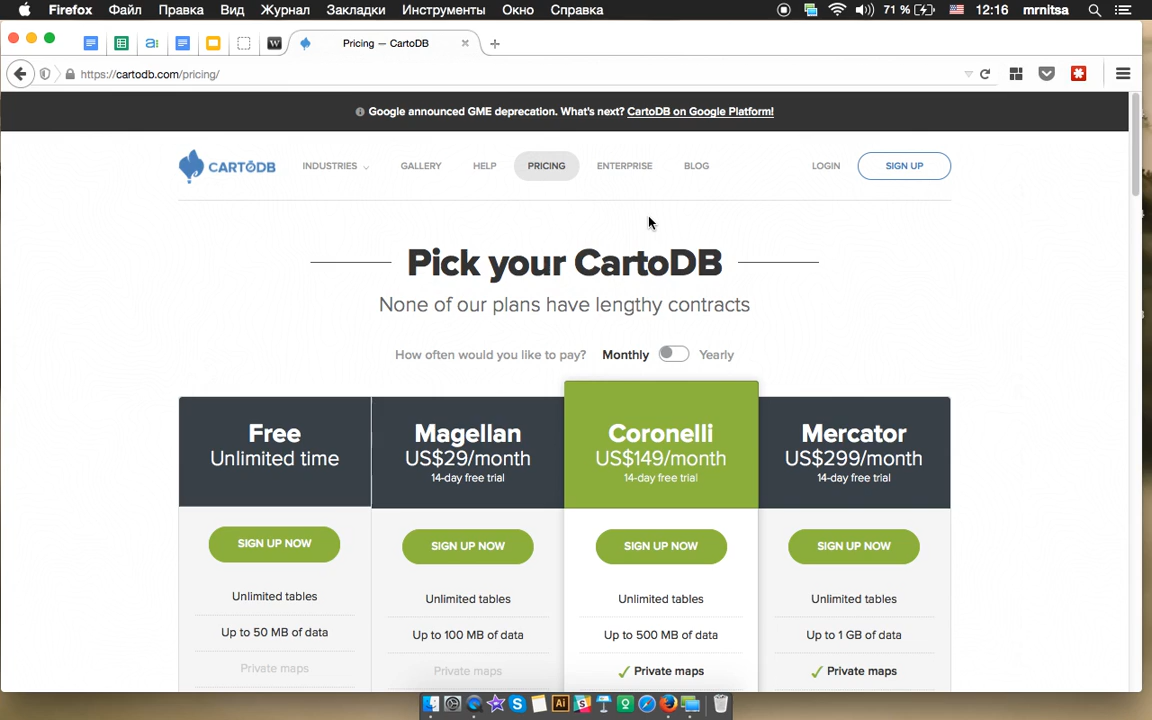 Firefox Файл Правка Вид Журнал Закладки Инструменты Окно Справка 71 % 12:16 mrnitsa
Pricing — CartoDB
https://cartodb.com/pricing/
Google announced GME deprecation. What's next? CartoDB on Google Platform!
CARTODB INDUSTRIES GALLERY HELP PRICING ENTERPRISE BLOG LOGIN SIGN UP
Pick your CartoDB
None of our plans have lengthy contracts
How often would you like to pay? Monthly Yearly
Free Magellan Coronelli Mercator
Unlimited time US$29/month US$149/month US$299/month
14-day free trial 14-day free trial 14-day free trial
SIGN UP NOW SIGN UP NOW SIGN UP NOW SIGN UP NOW
Unlimited tables Unlimited tables Unlimited tables Unlimited tables
Up to 50 MB of data Up to 100 MB of data Up to 500 MB of data Up to 1 GB of data
Private maps Private maps Private maps Private maps